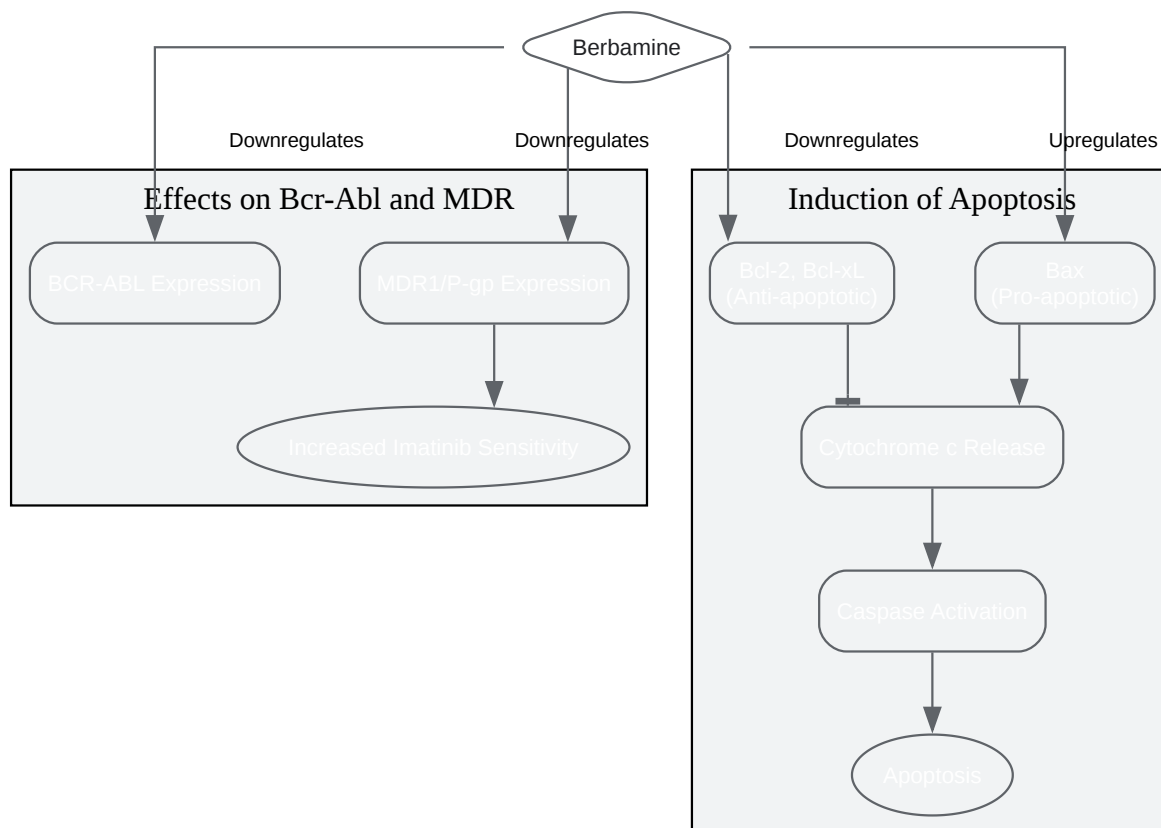 Berbamine
Downregulates
Downregulates
Downregulates
Upregulates
Effects on Bcr-Abl and MDR
Induction of Apoptosis
BCR-ABL Expression
MDR1/P-gp Expression
Bcl-2. Bcl-xL
(Anti-apoptotic)
Bax
(Pro-apoptotic)
Increased Imatinib Sensitivity
Cytochrome c Release
Caspase Activation
Apoptosis